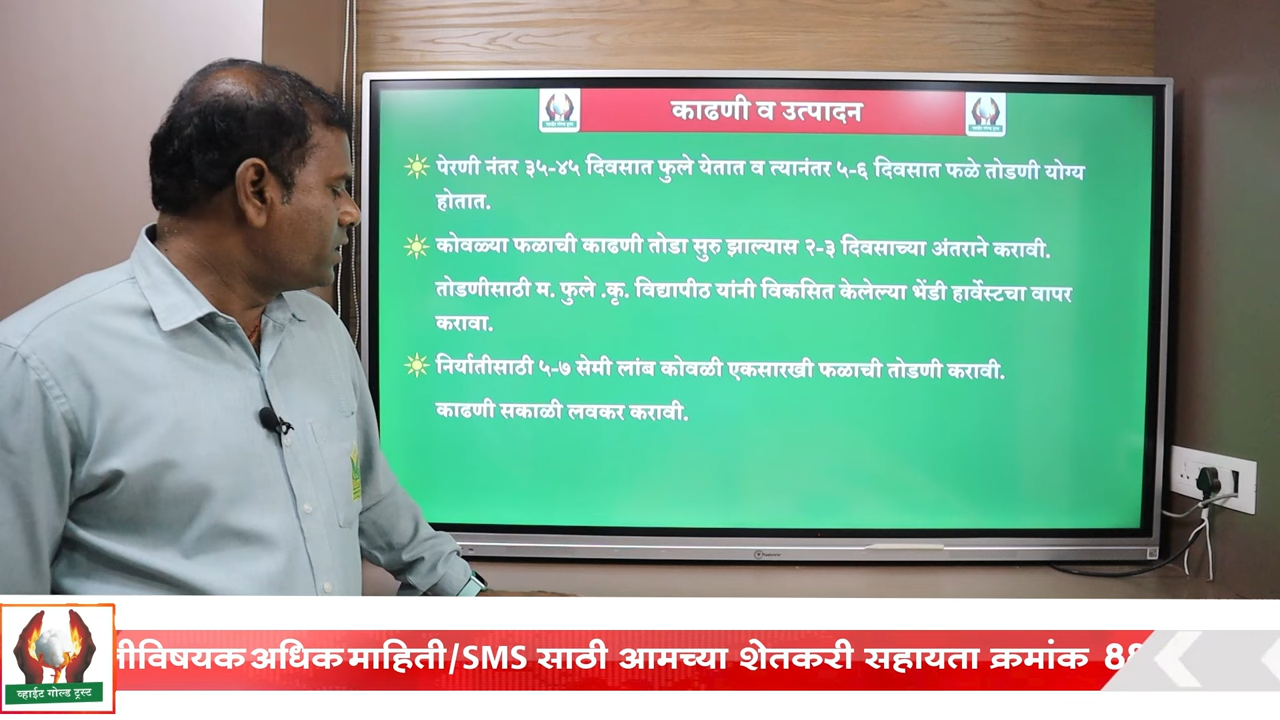 काढणी व उत्पादन
पेरणी नंतर ३५-४५ दिवसात फुले येतात व त्यानंतर ५-६ दिवसात फळे तोडणी योग्य
होतात.
कोवळ्या फळाची काढणी तोडा सुरु झाल्यास २-३ दिवसाच्या अंतराने करावी.
तोडणीसाठी म. फुले .कृ. विद्यापीठ यांनी विकसित केलेल्या भेंडी हार्वेस्टचा वापर
करावा.
निर्यातीसाठी ५-७ सेमी लांब कोवळी एकसारखी फळाची तोडणी करावी.
काढणी सकाळी लवकर करावी.
अधिक माहिती/SMS साठी आमच्या शेतकरी सहायता क्रमांक
व्हाईट गोल्ड ट्रस्ट